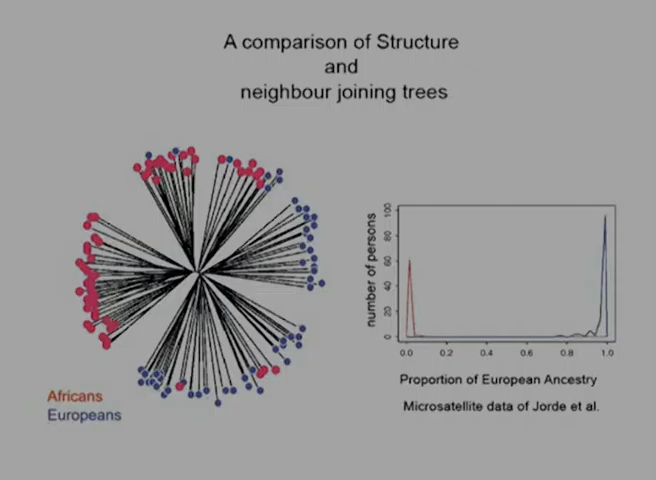 A comparison of Structure
and
neighbour joining trees
Africans
Europeans
number of persons
0 20 40 60 80 100
0.0 0.2 0.4 0.6 0.8 1.0
Proportion of European Ancestry
Microsatellite data of Jorde et al.